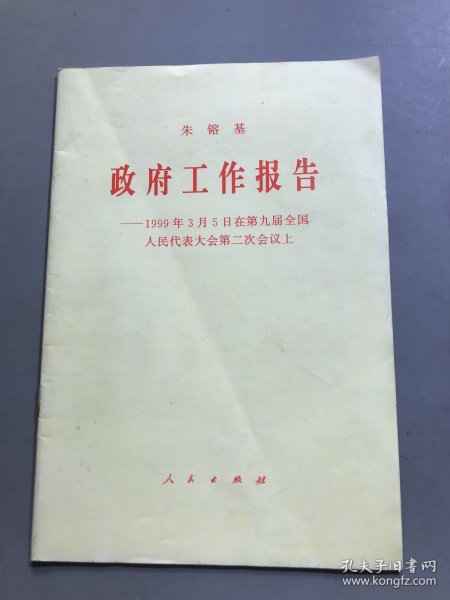 朱镕基
政府工作报告
——1999年3月5日在第九届全国
人民代表大会第二次会议上
人民出版社
孔夫子旧书网
www.kongfz.com